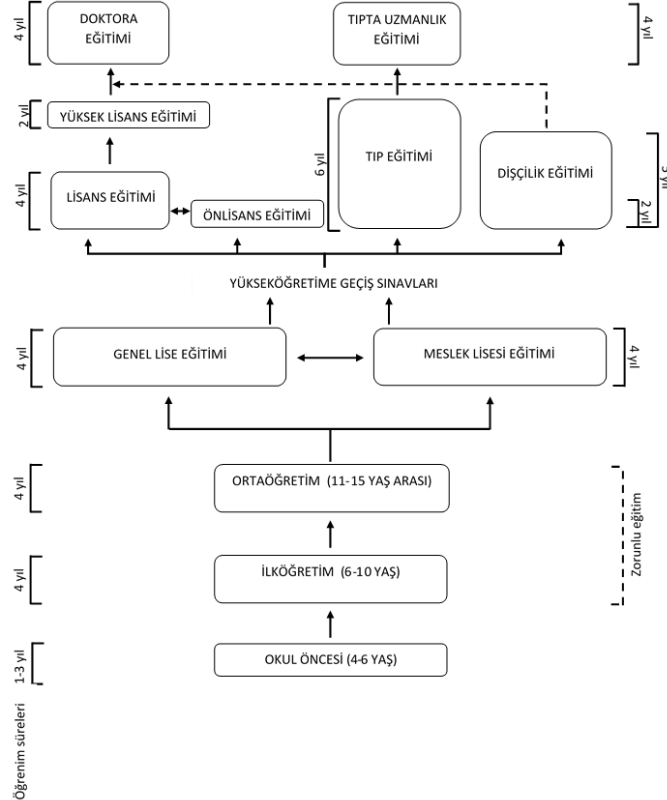 DOKTORA
EĞİTİMİ
TIPTA UZMANLIK
EĞİTİMİ
4 yıl
4 yıl
YÜKSEK LİSANS EĞİTİMİ
2 yıl
TIP EĞİTİMİ
6 yıl
DİŞÇİLİK EĞİTİMİ
5 yıl
2 yıl
LİSANS EĞİTİMİ
4 yıl
ÖNLİSANS EĞİTİMİ
YÜKSEKÖĞRETİME GEÇİŞ SINAVLARI
GENEL LİSE EĞİTİMİ
4 yıl
MESLEK LİSESİ EĞİTİMİ
4 yıl
ORTAÖĞRETİM (11-15 YAŞ ARASI)
4 yıl
Zorunlu eğitim
İLKÖĞRETİM (6-10 YAŞ)
4 yıl
OKUL ÖNCESİ (4-6 YAŞ)
1-3 yıl
Öğrenim süreleri